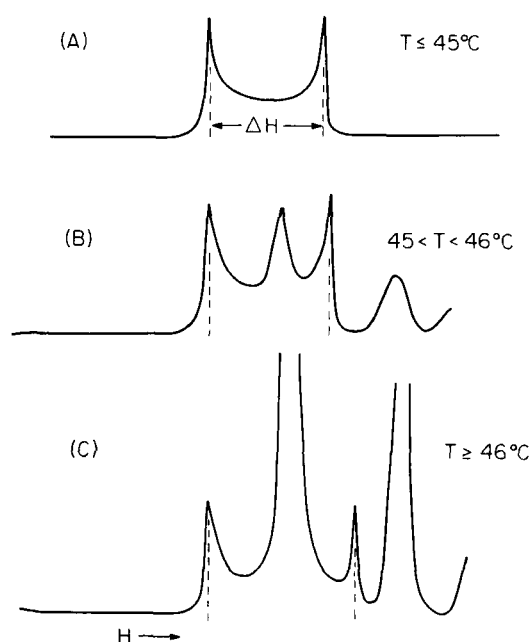 (A)
T ≤ 45°C
← ΔH →
(B)
45 < T < 46°C
(C)
T ≥ 46°C
H →